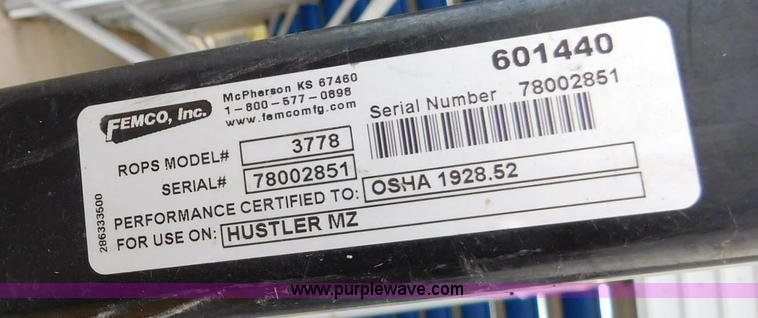 FEMCO, Inc.
McPherson KS 67460
1-800-577-0898
www.femcomfg.com
601440
Serial Number 78002851
ROPS MODEL# 3778
SERIAL# 78002851
PERFORMANCE CERTIFIED TO: OSHA 1928.52
FOR USE ON: HUSTLER MZ
286333500
www.purplewave.com